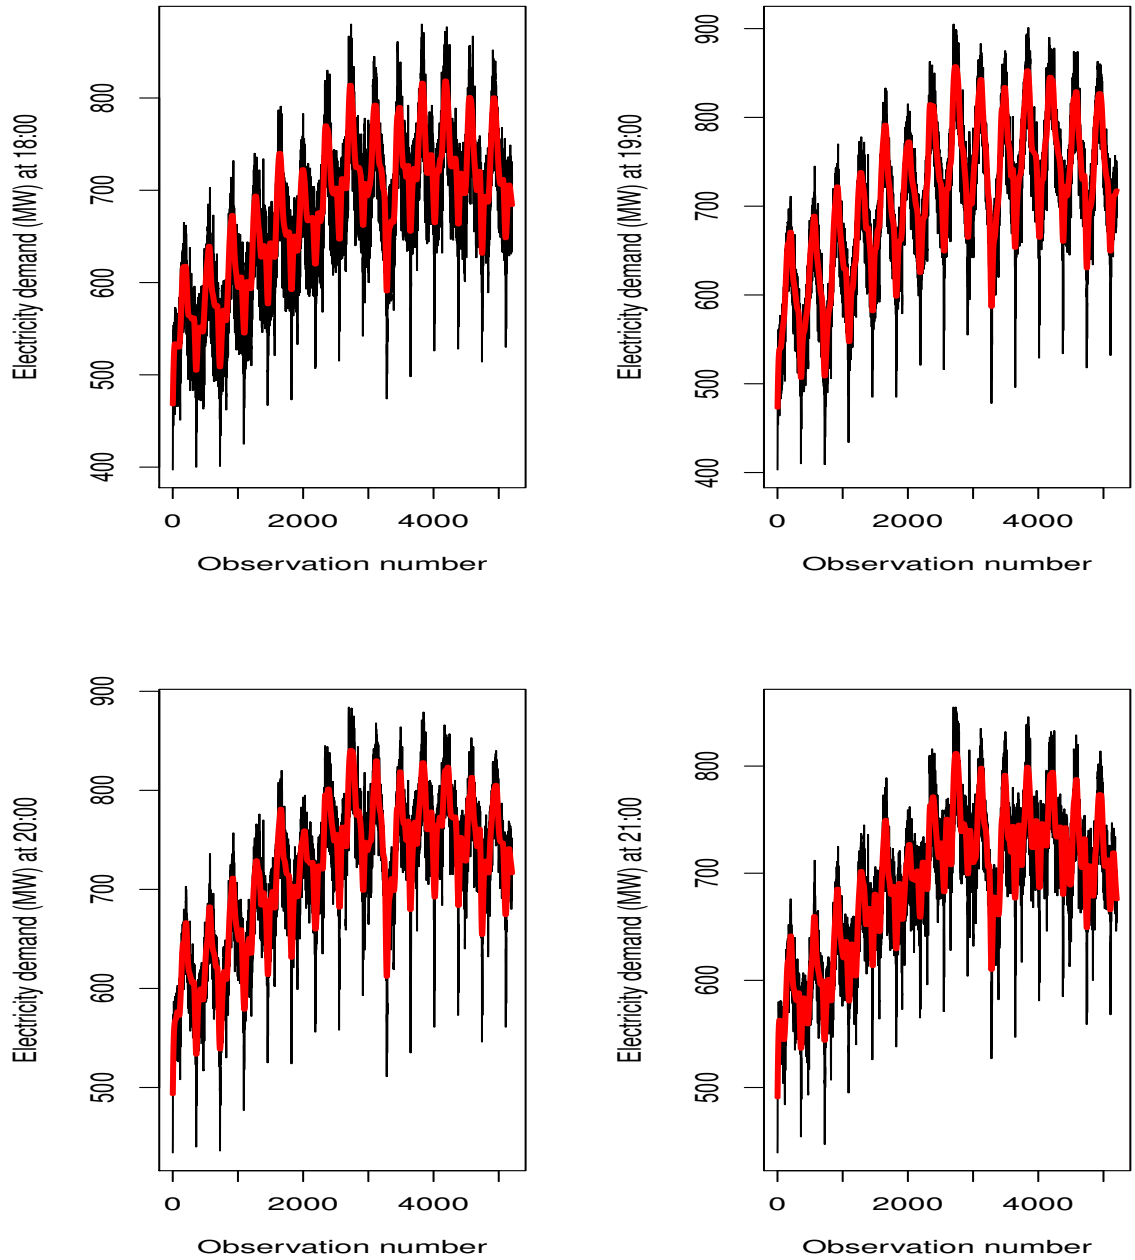 Electricity demand (MW) at 18:00
400 500 600 700 800
0 2000 4000
Observation number
Electricity demand (MW) at 19:00
400 500 600 700 800 900
0 2000 4000
Observation number
Electricity demand (MW) at 20:00
500 600 700 800 900
0 2000 4000
Observation number
Electricity demand (MW) at 21:00
500 600 700 800
0 2000 4000
Observation number